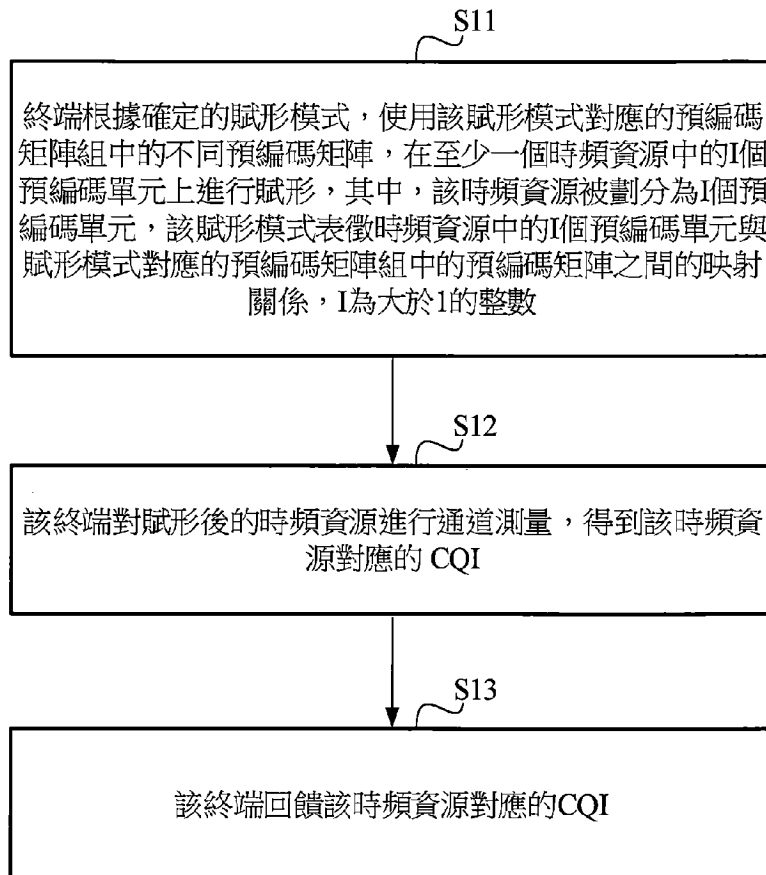 S11
終端根據確定的賦形模式，使用該賦形模式對應的預編碼
矩陣組中的不同預編碼矩陣，在至少一個時頻資源中的I個
預編碼單元上進行賦形，其中，該時頻資源被劃分為I個預
編碼單元，該賦形模式表徵時頻資源中的I個預編碼單元與
賦形模式對應的預編碼矩陣組中的預編碼矩陣之間的映射
關係，I為大於1的整數
S12
該終端對賦形後的時頻資源進行通道測量，得到該時頻資
源對應的 CQI
S13
該終端回饋該時頻資源對應的CQI